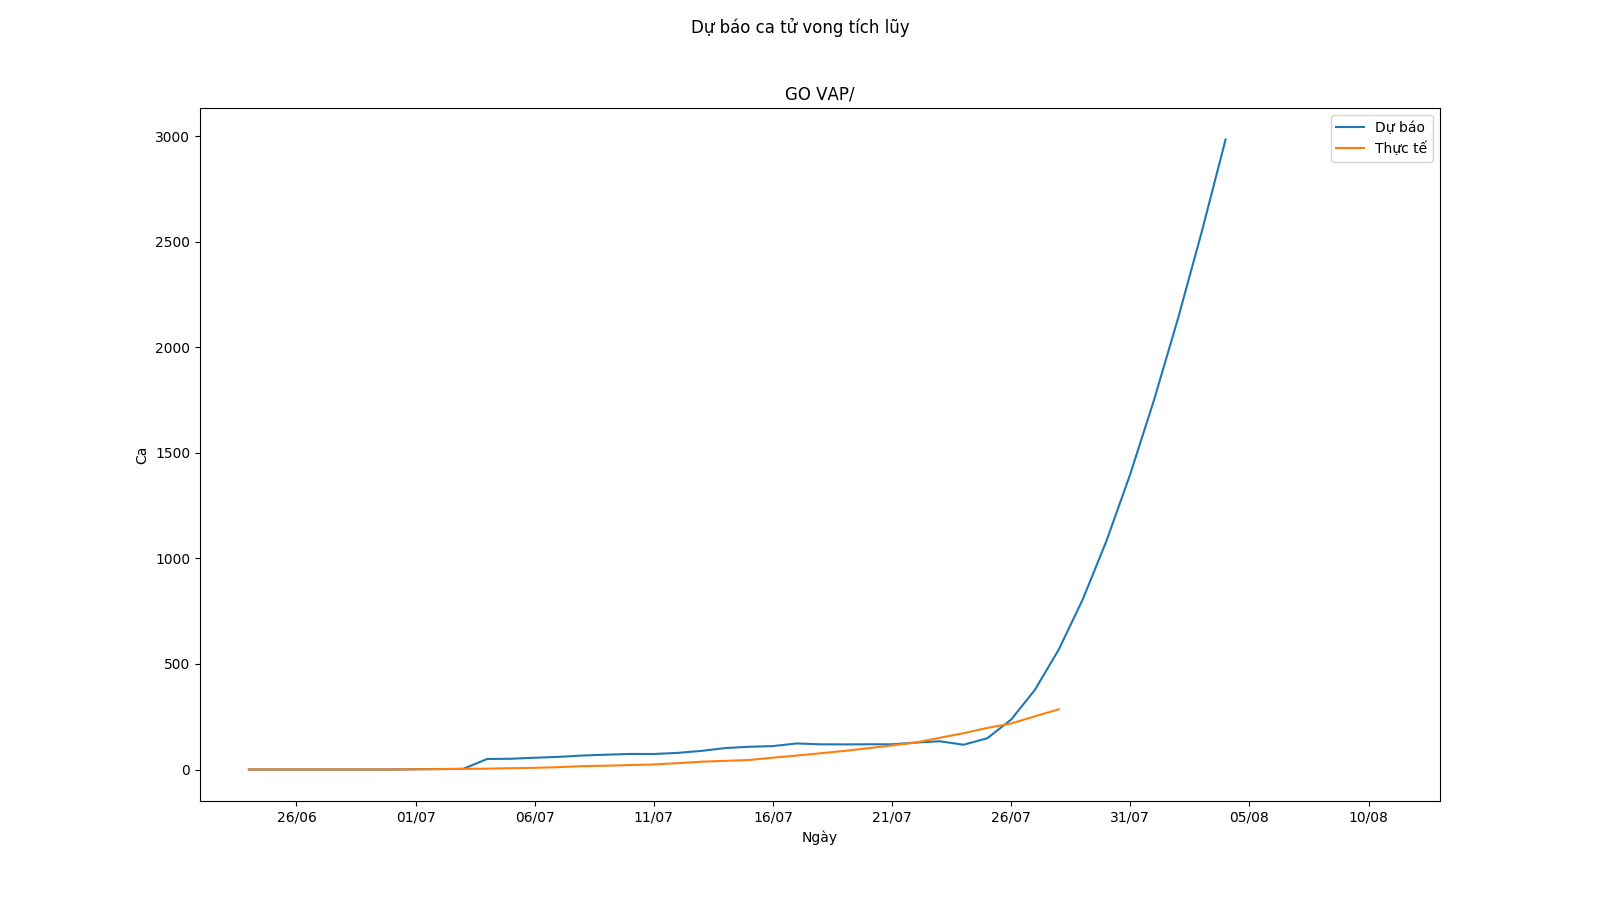 Dự báo ca tử vong tích lũy
GO VAP/
Dự báo
Thực tế
3000
2500
2000
1500
1000
500
0
Ca
26/06
01/07
06/07
11/07
16/07
21/07
26/07
31/07
05/08
10/08
Ngày